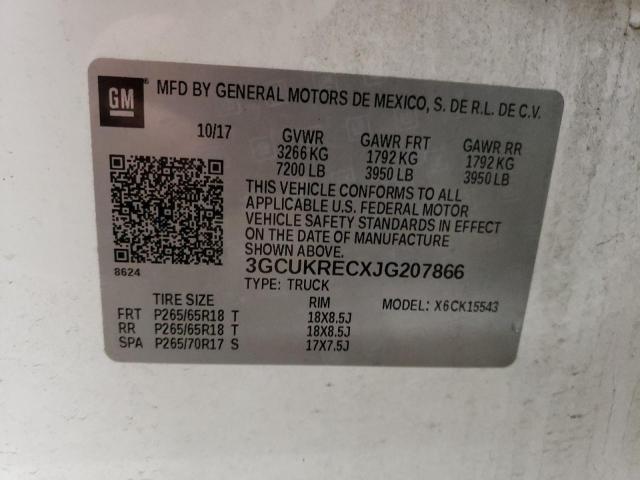 GM ® MFD BY GENERAL MOTORS DE MEXICO, S. DE R.L. DE C.V.
10/17 GVWR GAWR FRT GAWR RR
3266 KG 1792 KG 1792 KG
7200 LB 3950 LB 3950 LB
THIS VEHICLE CONFORMS TO ALL
APPLICABLE U.S. FEDERAL MOTOR
VEHICLE SAFETY STANDARDS IN EFFECT
ON THE DATE OF MANUFACTURE
SHOWN ABOVE.
8624
3GCUKRECXJG207866
TYPE: TRUCK
TIRE SIZE RIM MODEL: X6CK15543
FRT P265/65R18 T 18X8.5J
RR P265/65R18 T 18X8.5J
SPA P265/70R17 S 17X7.5J